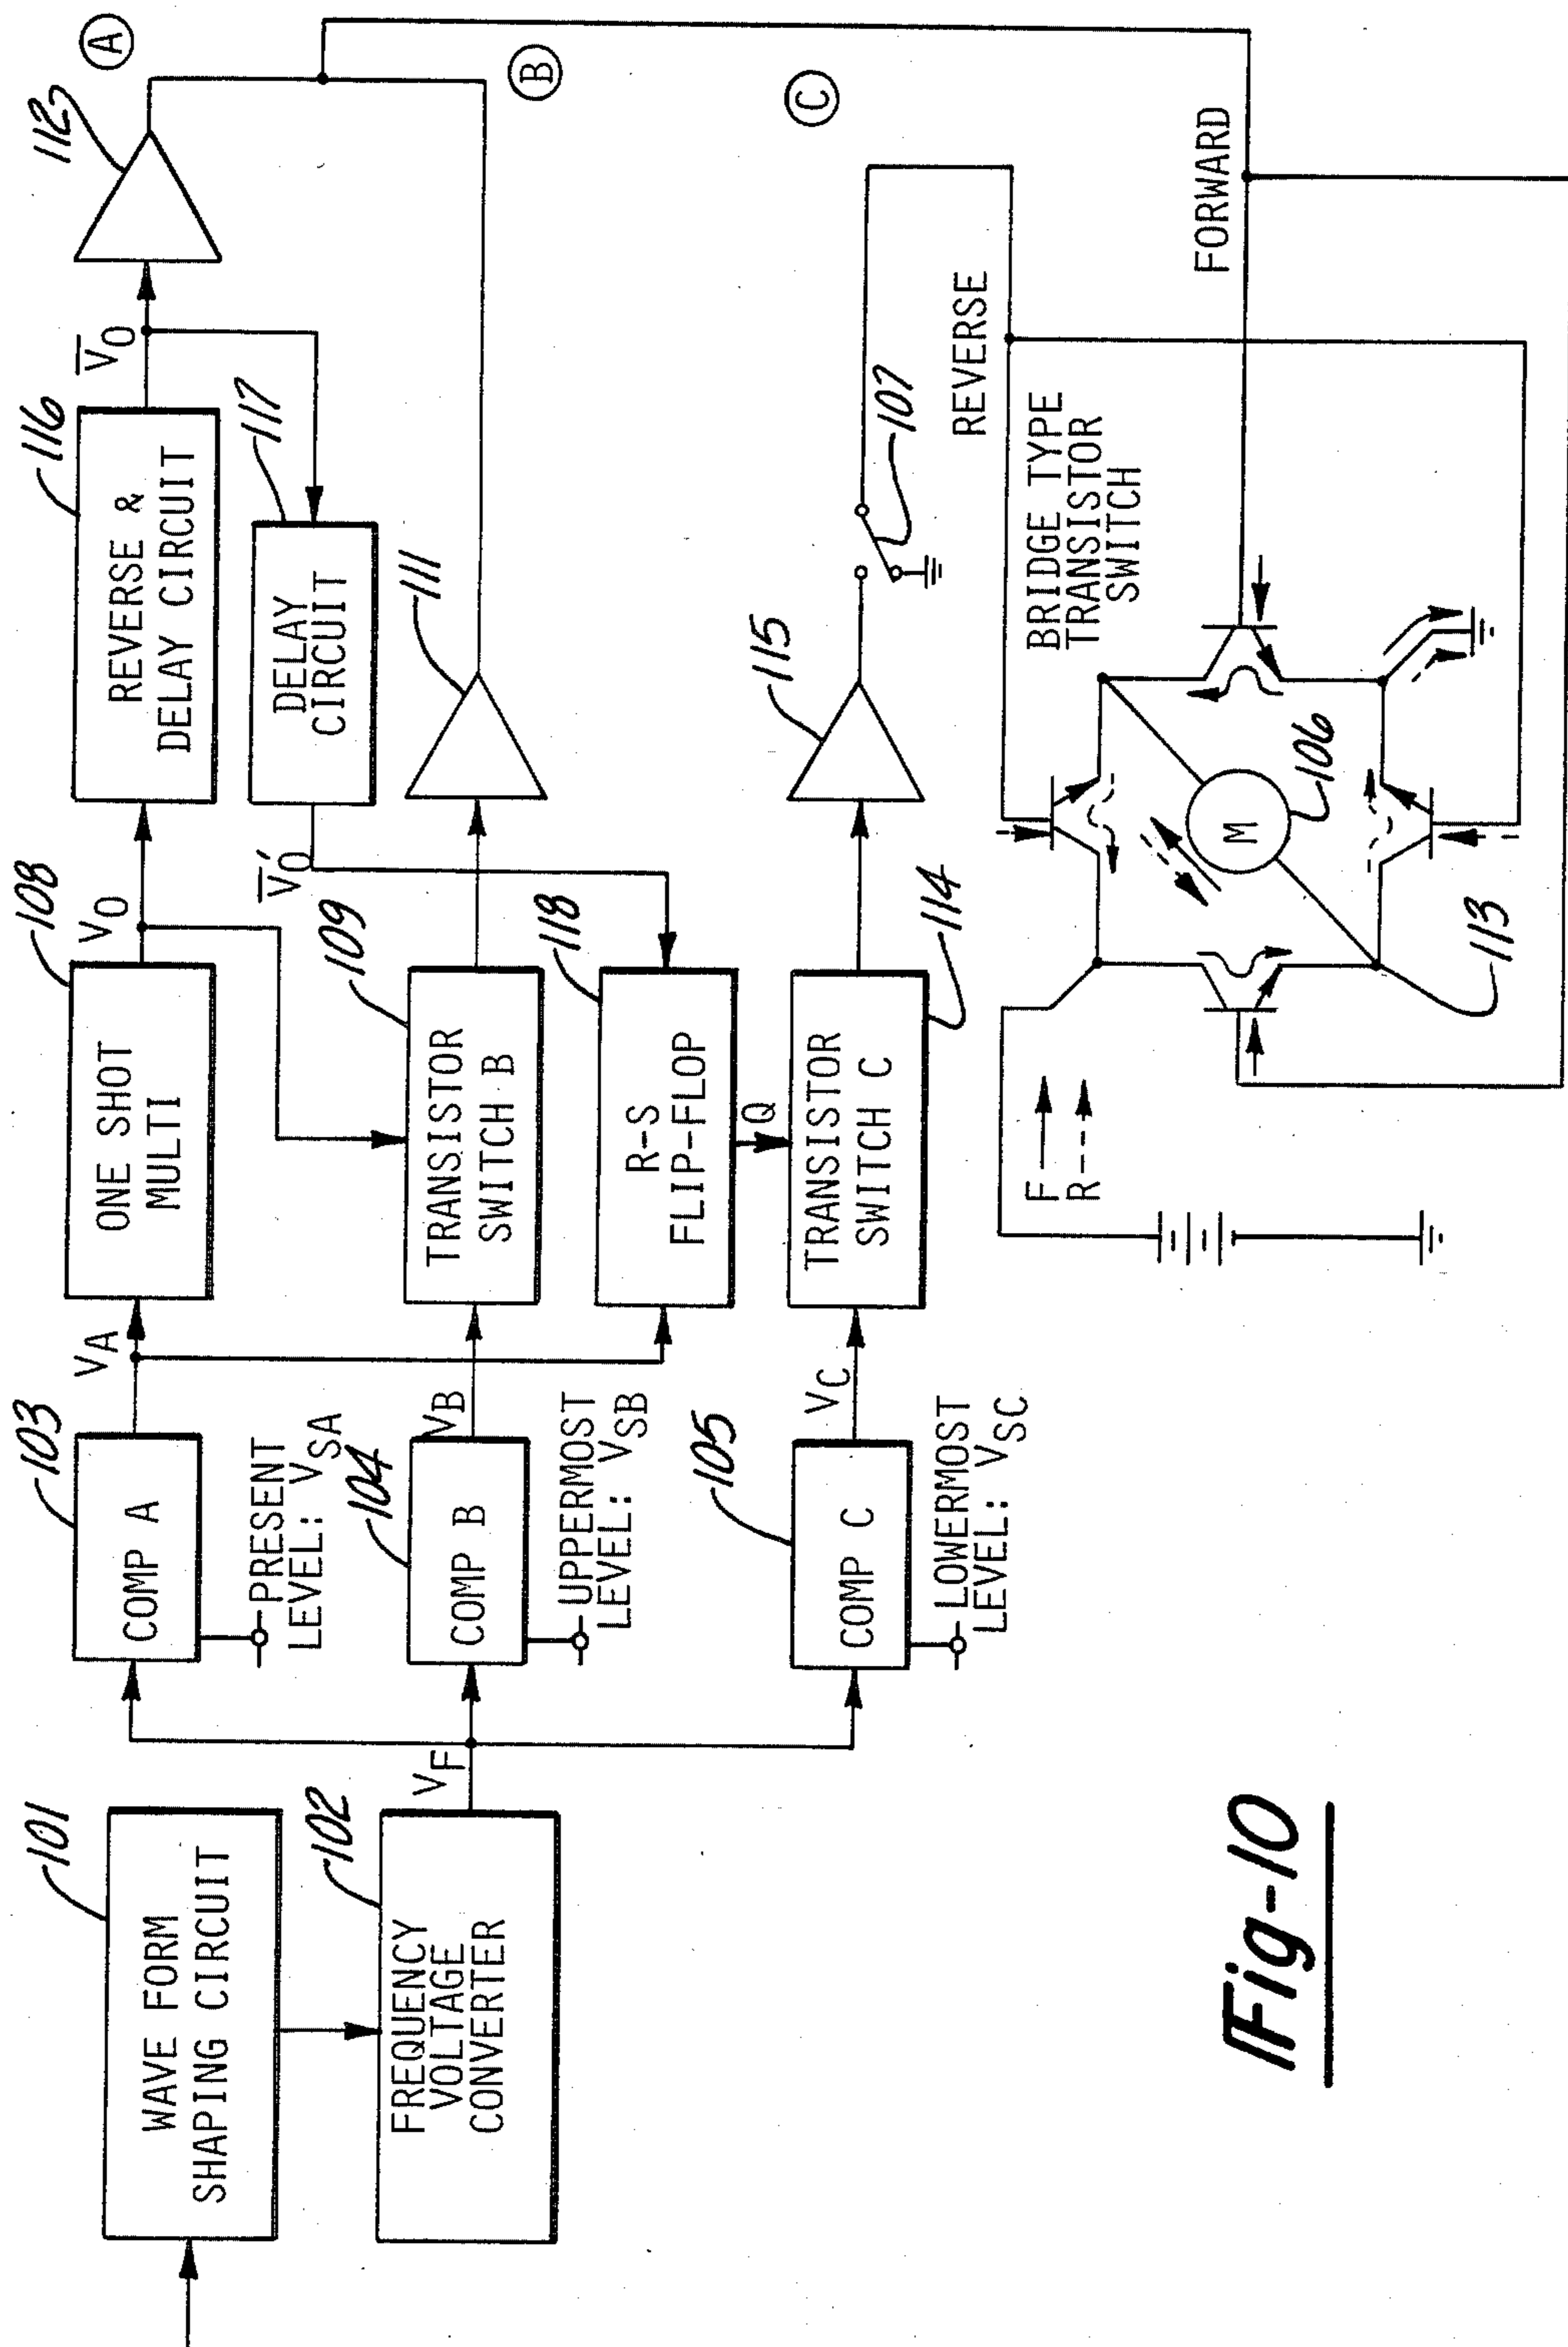 101
WAVE FORM
SHAPING CIRCUIT
102
FREQUENCY
VOLTAGE
CONVERTER
VF
103
COMP A
PRESENT
LEVEL: VSA
VA
104
COMP B
UPPERMOST
LEVEL: VSB
VB
105
COMP C
LOWERMOST
LEVEL: VSC
VC
108
ONE SHOT
MULTI
VO
109
TRANSISTOR
SWITCH B
118
R-S
FLIP-FLOP
Q
TRANSISTOR
SWITCH C
114
116
REVERSE &
DELAY CIRCUIT
V̅O
117
DELAY
CIRCUIT
V̅O'
111
115
112
A
B
C
107
REVERSE
FORWARD
BRIDGE TYPE
TRANSISTOR
SWITCH
F
R
M
106
113
Fig-10